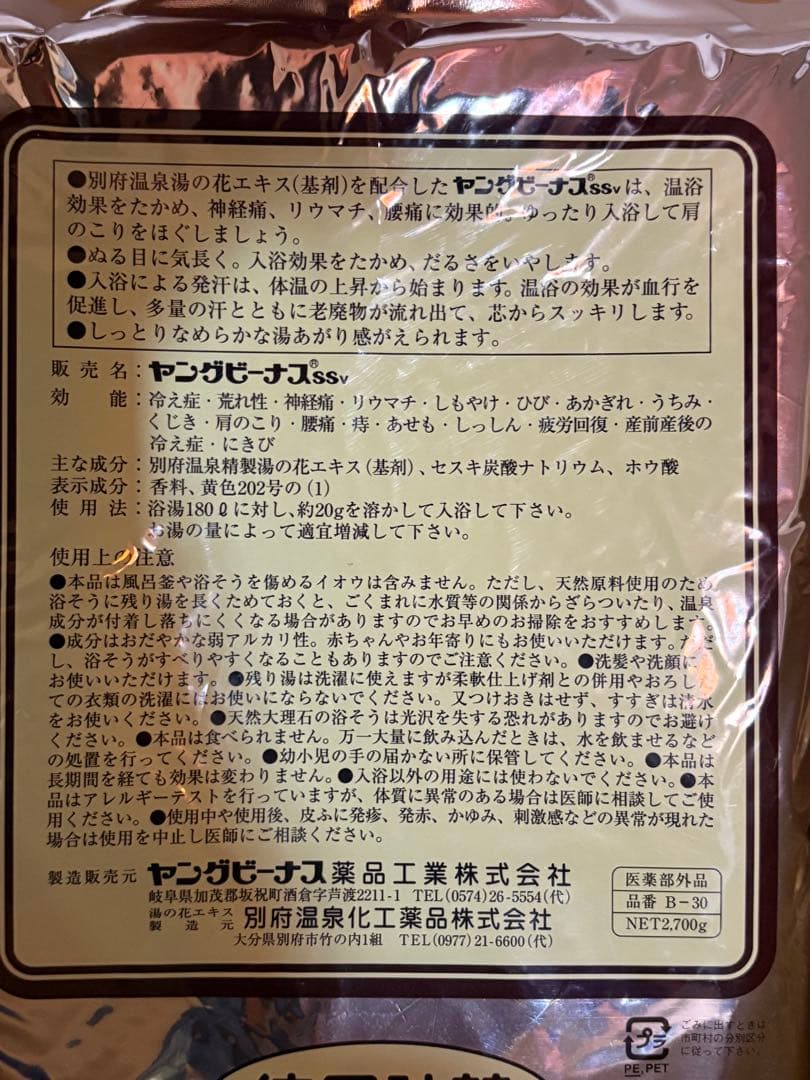 ●別府温泉湯の花エキス(基剤)を配合したヤングビーナス®SSVは、温浴
効果をたかめ、神経痛、リウマチ、腰痛に効果的。ゆったり入浴して肩
のこりをほぐしましょう。
●ぬる目に気長く。入浴効果をたかめ、だるさをいやします。
●入浴による発汗は、体温の上昇から始まります。温浴の効果が血行を
促進し、多量の汗とともに老廃物が流れ出て、芯からスッキリします。
●しっとりなめらかな湯あがり感がえられます。
販売名：ヤングビーナス®SSV
効能：冷え症・荒れ性・神経痛・リウマチ・しもやけ・ひび・あかぎれ・うちみ・
くじき・肩のこり・腰痛・痔・あせも・しっしん・疲労回復・産前産後の
冷え症・にきび
主な成分：別府温泉精製湯の花エキス(基剤)、セスキ炭酸ナトリウム、ホウ酸
表示成分：香料、黄色202号の(1)
使用法：浴湯180ℓに対し、約20gを溶かして入浴して下さい。
お湯の量によって適宜増減して下さい。
使用上の注意
●本品は風呂釜や浴そうを傷めるイオウは含みません。ただし、天然原料使用のため
浴そうに残り湯を長くためておくと、ごくまれに水質等の関係からざらついたり、温泉
成分が付着し落ちにくくなる場合がありますのでお早めのお掃除をおすすめします。
●成分はおだやかな弱アルカリ性。赤ちゃんやお年寄りにもお使いいただけます。ただ
し、浴そうがすべりやすくなることもありますのでご注意ください。●洗髪や洗顔に
お使いいただけます。●残り湯は洗濯に使えますが柔軟仕上げ剤との併用やおろした
ての衣類の洗濯にはお使いにならないでください。又つけおきはせず、すすぎは清水
をお使いください。●天然大理石の浴そうは光沢を失する恐れがありますのでお避け
ください。●本品は食べられません。万一大量に飲み込んだときは、水を飲ませるなど
の処置を行ってください。●幼小児の手の届かない所に保管してください。●本品は
長期間を経ても効果は変わりません。●入浴以外の用途には使わないでください。●本
品はアレルギーテストを行っていますが、体質に異常のある場合は医師に相談してご使
用ください。●使用中や使用後、皮ふに発疹、発赤、かゆみ、刺激感などの異常が現れた
場合は使用を中止し医師にご相談ください。
製造販売元 ヤングビーナス薬品工業株式会社
岐阜県加茂郡坂祝町酒倉字芦渡2211-1 TEL(0574)26-5554(代)
湯の花エキス製造元 別府温泉化工薬品株式会社
大分県別府市竹の内1組 TEL(0977)21-6600(代)
医薬部外品
品番 B-30
NET2,700g
プラ
PE,PET
ごみに出すときは
市町村の分別区分
に従って下さい。